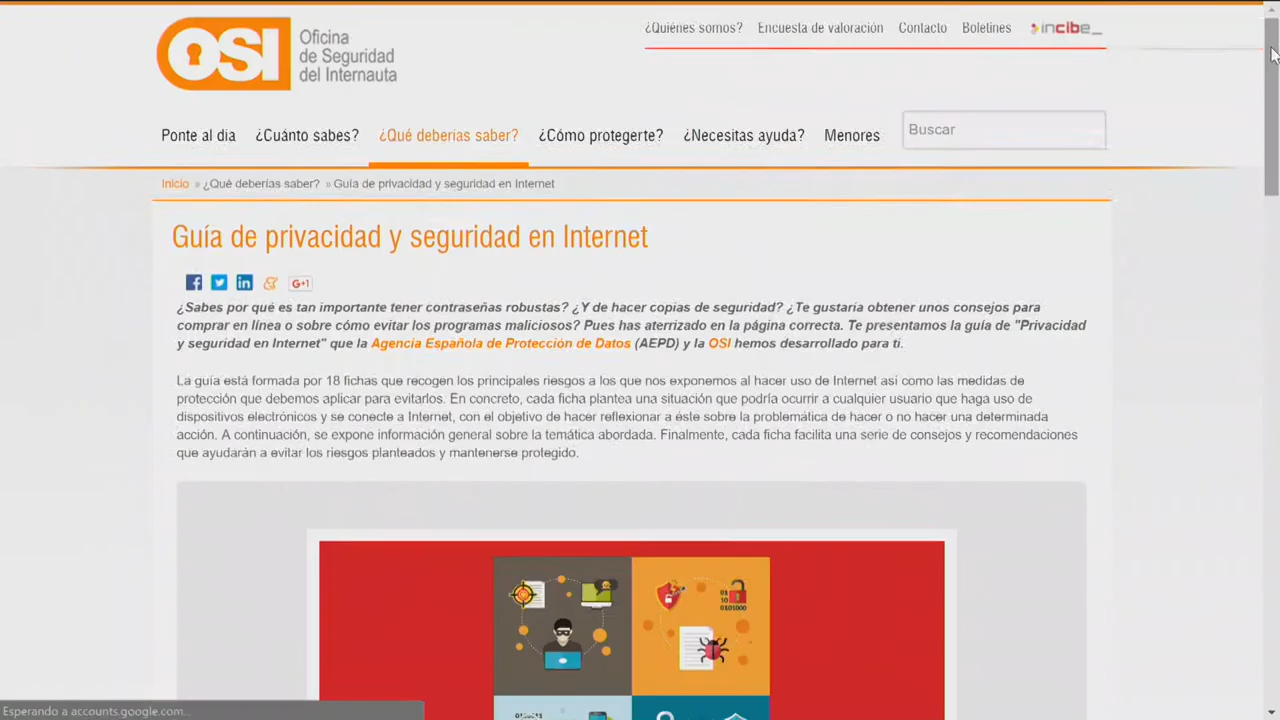 OSI Oficina
de Seguridad
del Internauta
¿Quiénes somos? Encuesta de valoración Contacto Boletines incibe_
Ponte al día ¿Cuánto sabes? ¿Qué deberías saber? ¿Cómo protegerte? ¿Necesitas ayuda? Menores Buscar
Inicio » ¿Qué deberías saber? » Guía de privacidad y seguridad en Internet
Guía de privacidad y seguridad en Internet
G+1
¿Sabes por qué es tan importante tener contraseñas robustas? ¿Y de hacer copias de seguridad? ¿Te gustaría obtener unos consejos para
comprar en línea o sobre cómo evitar los programas maliciosos? Pues has aterrizado en la página correcta. Te presentamos la guía de "Privacidad
y seguridad en Internet" que la Agencia Española de Protección de Datos (AEPD) y la OSI hemos desarrollado para ti.
La guía está formada por 18 fichas que recogen los principales riesgos a los que nos exponemos al hacer uso de Internet así como las medidas de
protección que debemos aplicar para evitarlos. En concreto, cada ficha plantea una situación que podría ocurrir a cualquier usuario que haga uso de
dispositivos electrónicos y se conecte a Internet, con el objetivo de hacer reflexionar a éste sobre la problemática de hacer o no hacer una determinada
acción. A continuación, se expone información general sobre la temática abordada. Finalmente, cada ficha facilita una serie de consejos y recomendaciones
que ayudarán a evitar los riesgos planteados y mantenerse protegido.
Esperando a accounts.google.com...